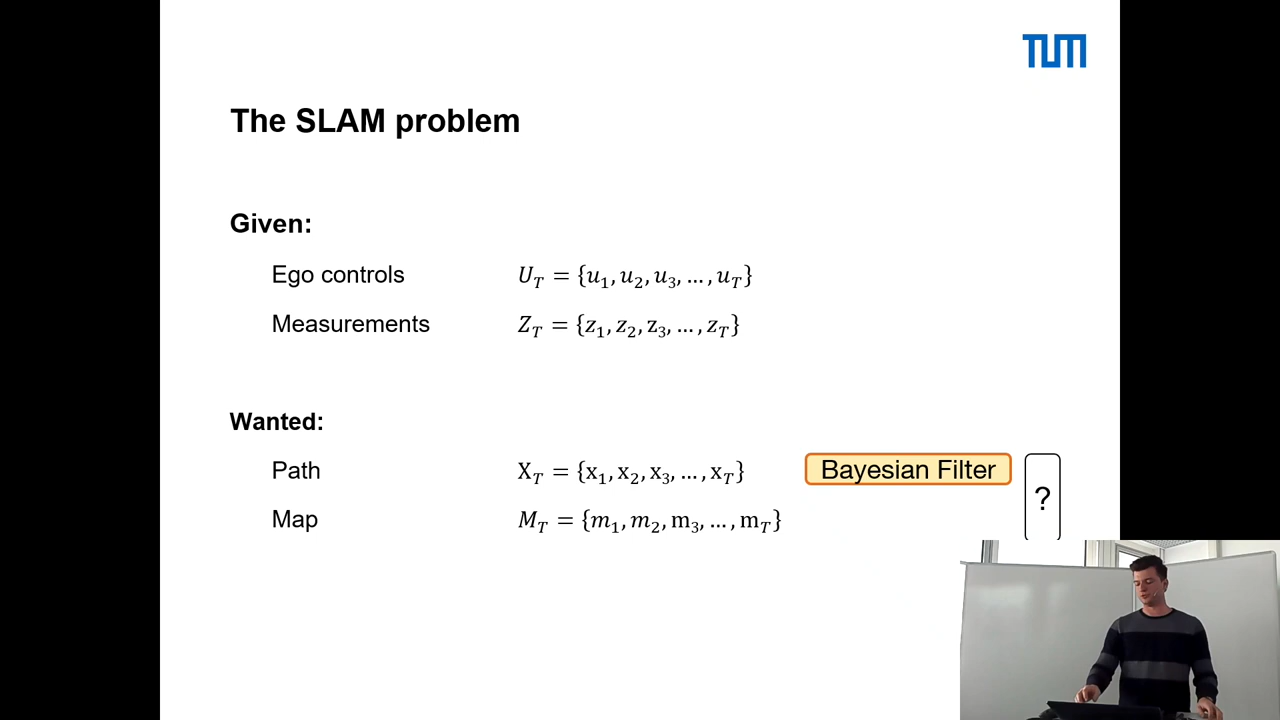 TUM
The SLAM problem
Given:
Ego controls 𝑈_𝑇 = {𝑢_1, 𝑢_2, 𝑢_3, … , 𝑢_𝑇}
Measurements 𝑍_𝑇 = {𝑧_1, 𝑧_2, z_3, … , 𝑧_𝑇}
Wanted:
Path X_𝑇 = {x_1, x_2, x_3, … , x_𝑇} Bayesian Filter
?
Map 𝑀_𝑇 = {𝑚_1, 𝑚_2, m_3, … , m_𝑇}